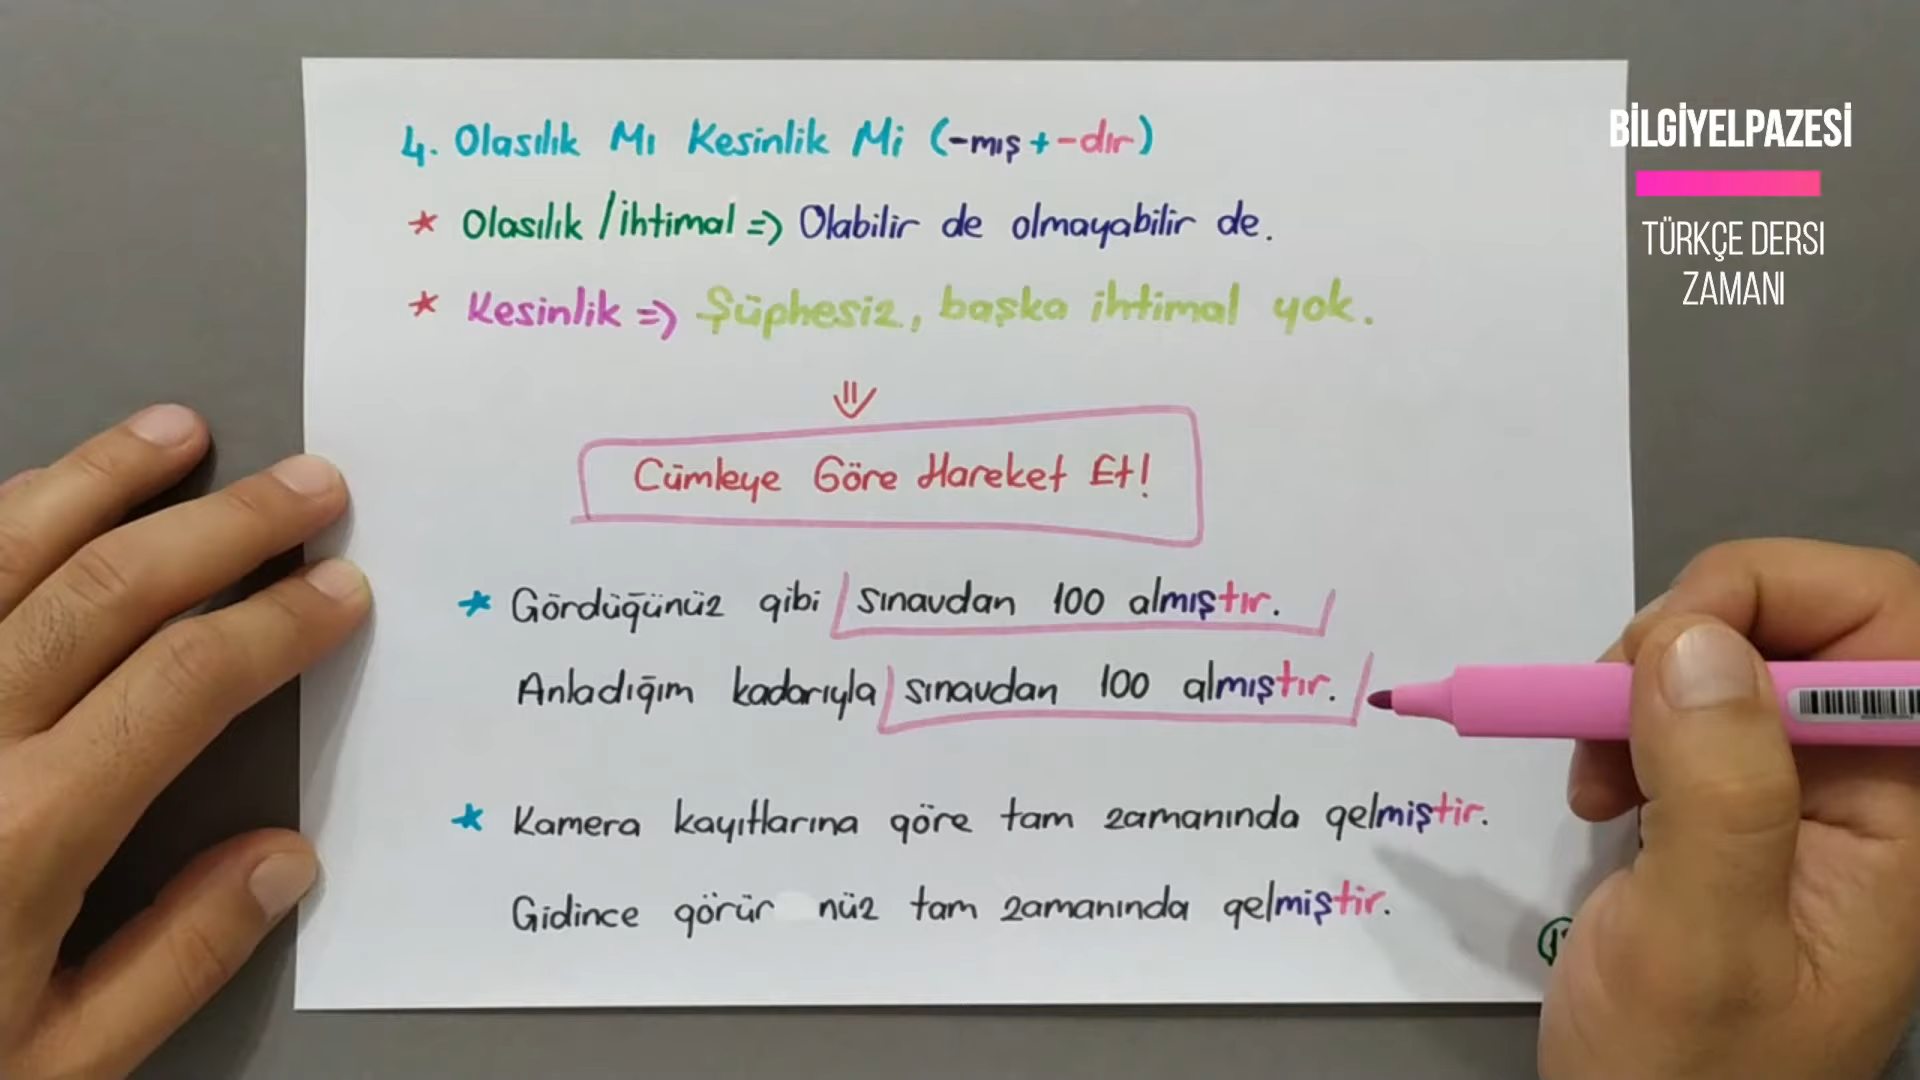 4. Olasılık Mı Kesinlik Mi (-mış + -dır)
* Olasılık / ihtimal => Olabilir de olmayabilir de.
* Kesinlik => Şüphesiz, başka ihtimal yok.
Cümleye Göre Hareket Et!
* Gördüğünüz gibi sınavdan 100 almıştır.
Anladığım kadarıyla sınavdan 100 almıştır.
* Kamera kayıtlarına göre tam zamanında gelmiştir.
Gidince görür nüz tam zamanında gelmiştir.
BİLGİYELPAZESİ
TÜRKÇE DERSI
ZAMANI